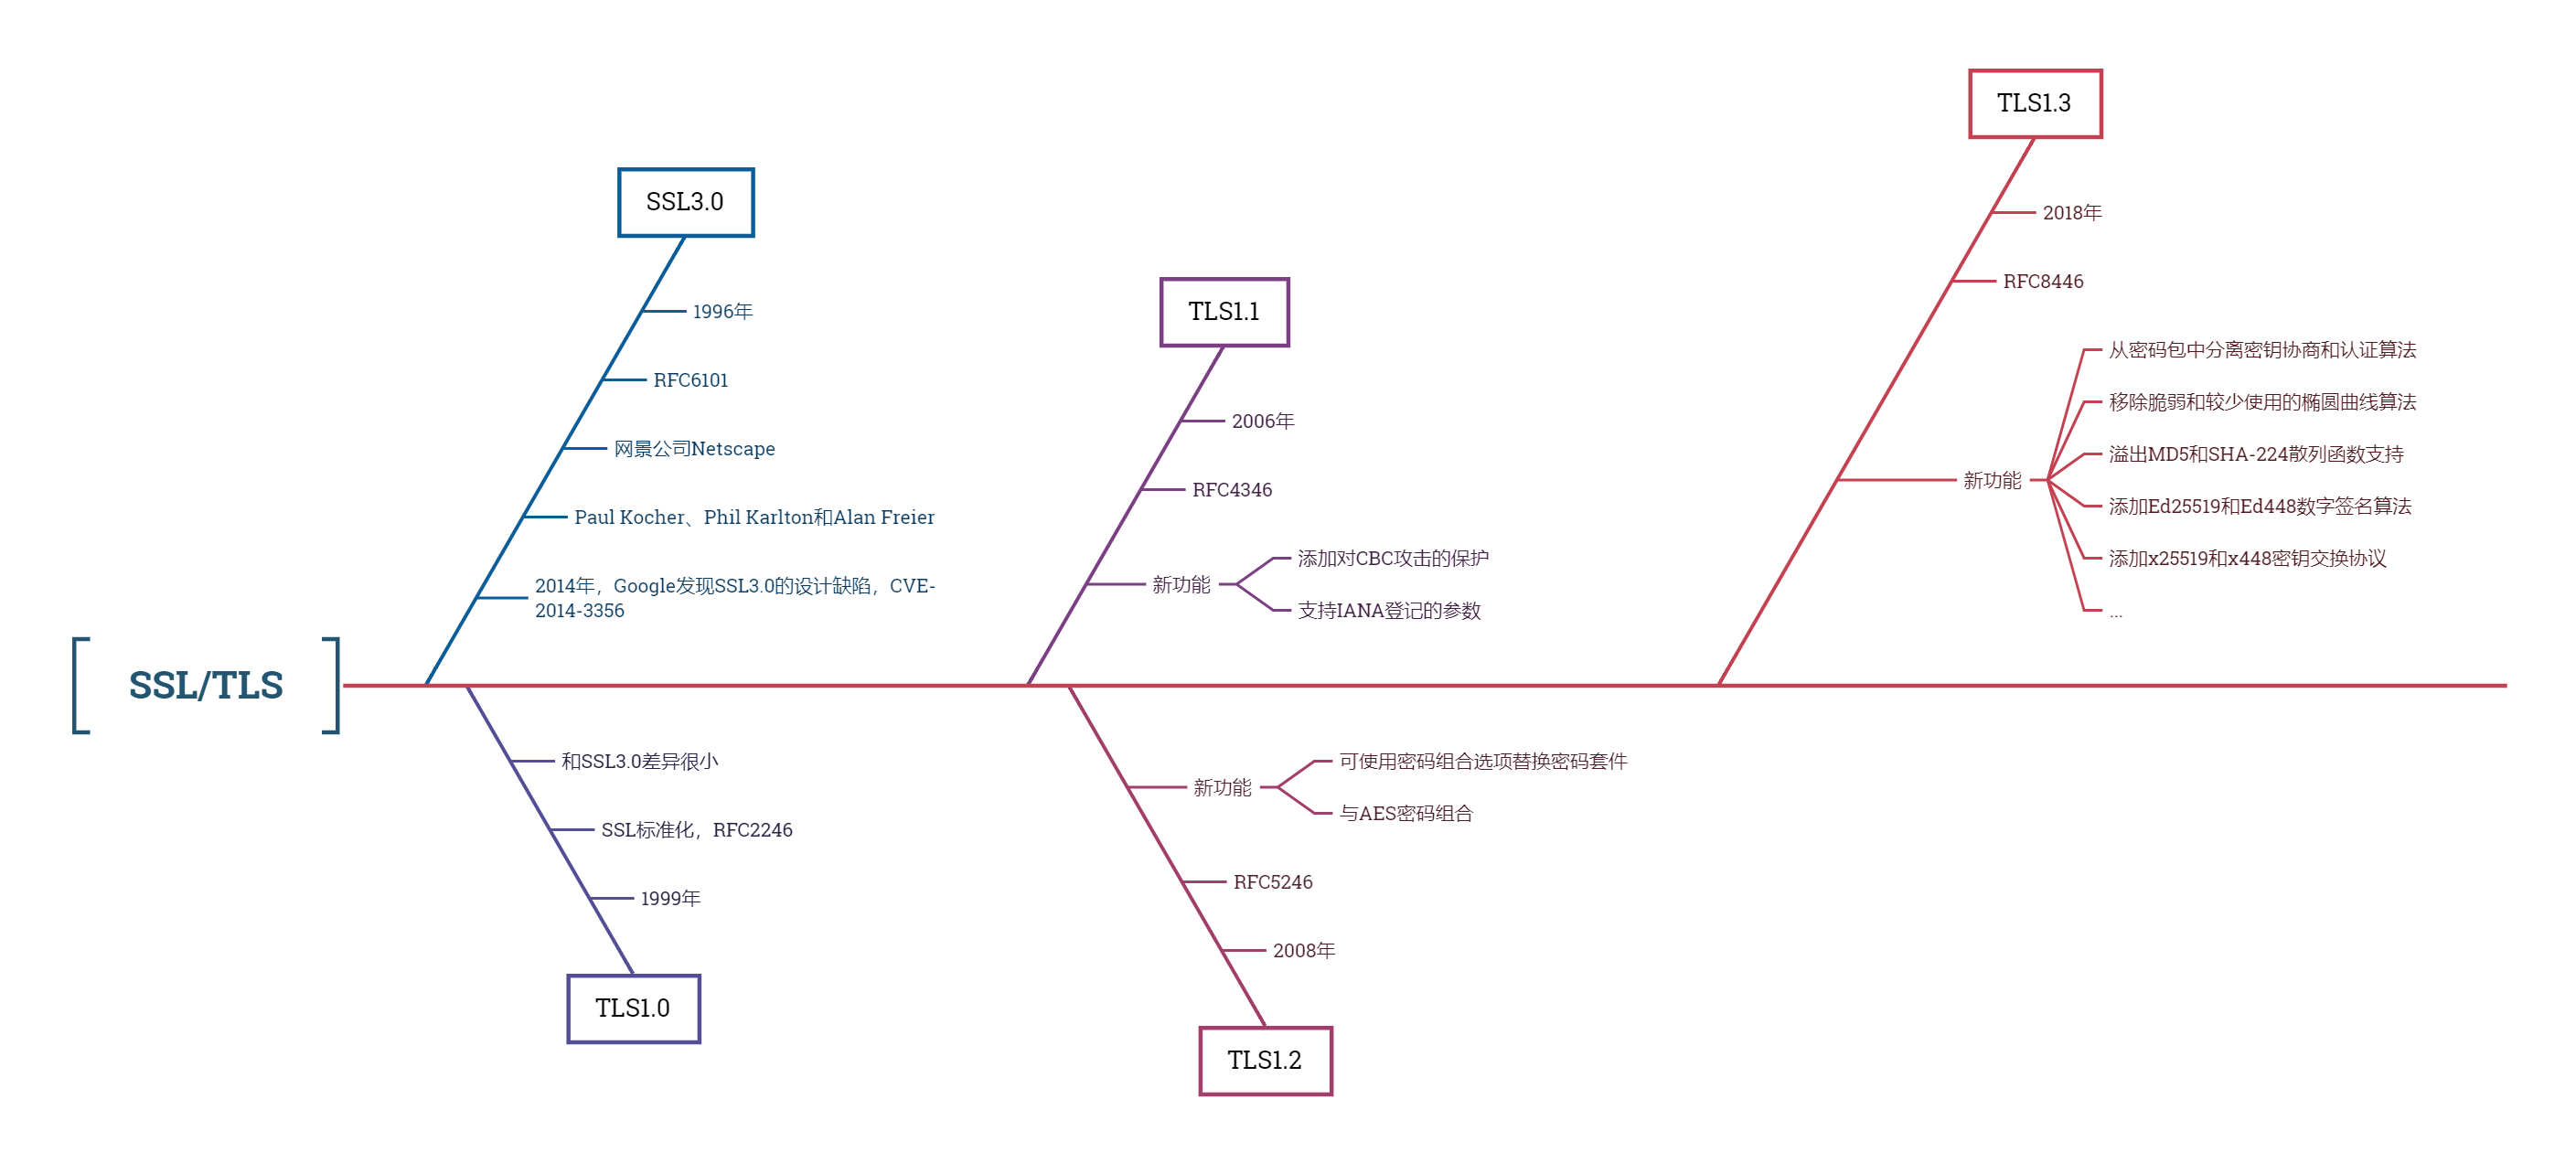 SSL/TLS
SSL3.0
1996年
RFC6101
网景公司Netscape
Paul Kocher、Phil Karlton和Alan Freier
2014年，Google发现SSL3.0的设计缺陷，CVE-
2014-3356
和SSL3.0差异很小
SSL标准化，RFC2246
1999年
TLS1.0
TLS1.1
2006年
RFC4346
新功能
添加对CBC攻击的保护
支持IANA登记的参数
新功能
可使用密码组合选项替换密码套件
与AES密码组合
RFC5246
2008年
TLS1.2
TLS1.3
2018年
RFC8446
新功能
从密码包中分离密钥协商和认证算法
移除脆弱和较少使用的椭圆曲线算法
溢出MD5和SHA-224散列函数支持
添加Ed25519和Ed448数字签名算法
添加x25519和x448密钥交换协议
...